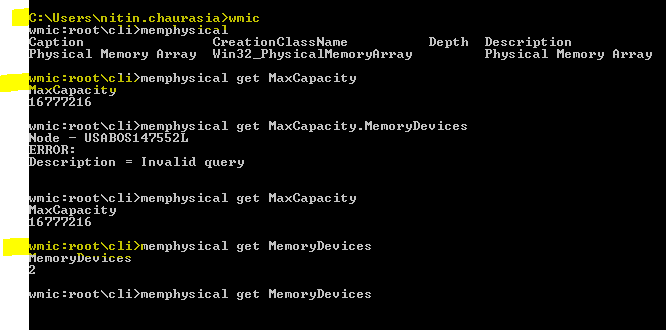 C:\Users\nitin.chaurasia>wmic
wmic:root\cli>memphysical
Caption CreationClassName Depth Description
Physical Memory Array Win32_PhysicalMemoryArray Physical Memory Array
wmic:root\cli>memphysical get MaxCapacity
MaxCapacity
16777216
wmic:root\cli>memphysical get MaxCapacity.MemoryDevices
Node - USABOS147552L
ERROR:
Description = Invalid query
wmic:root\cli>memphysical get MaxCapacity
MaxCapacity
16777216
wmic:root\cli>memphysical get MemoryDevices
MemoryDevices
2
wmic:root\cli>memphysical get MemoryDevices